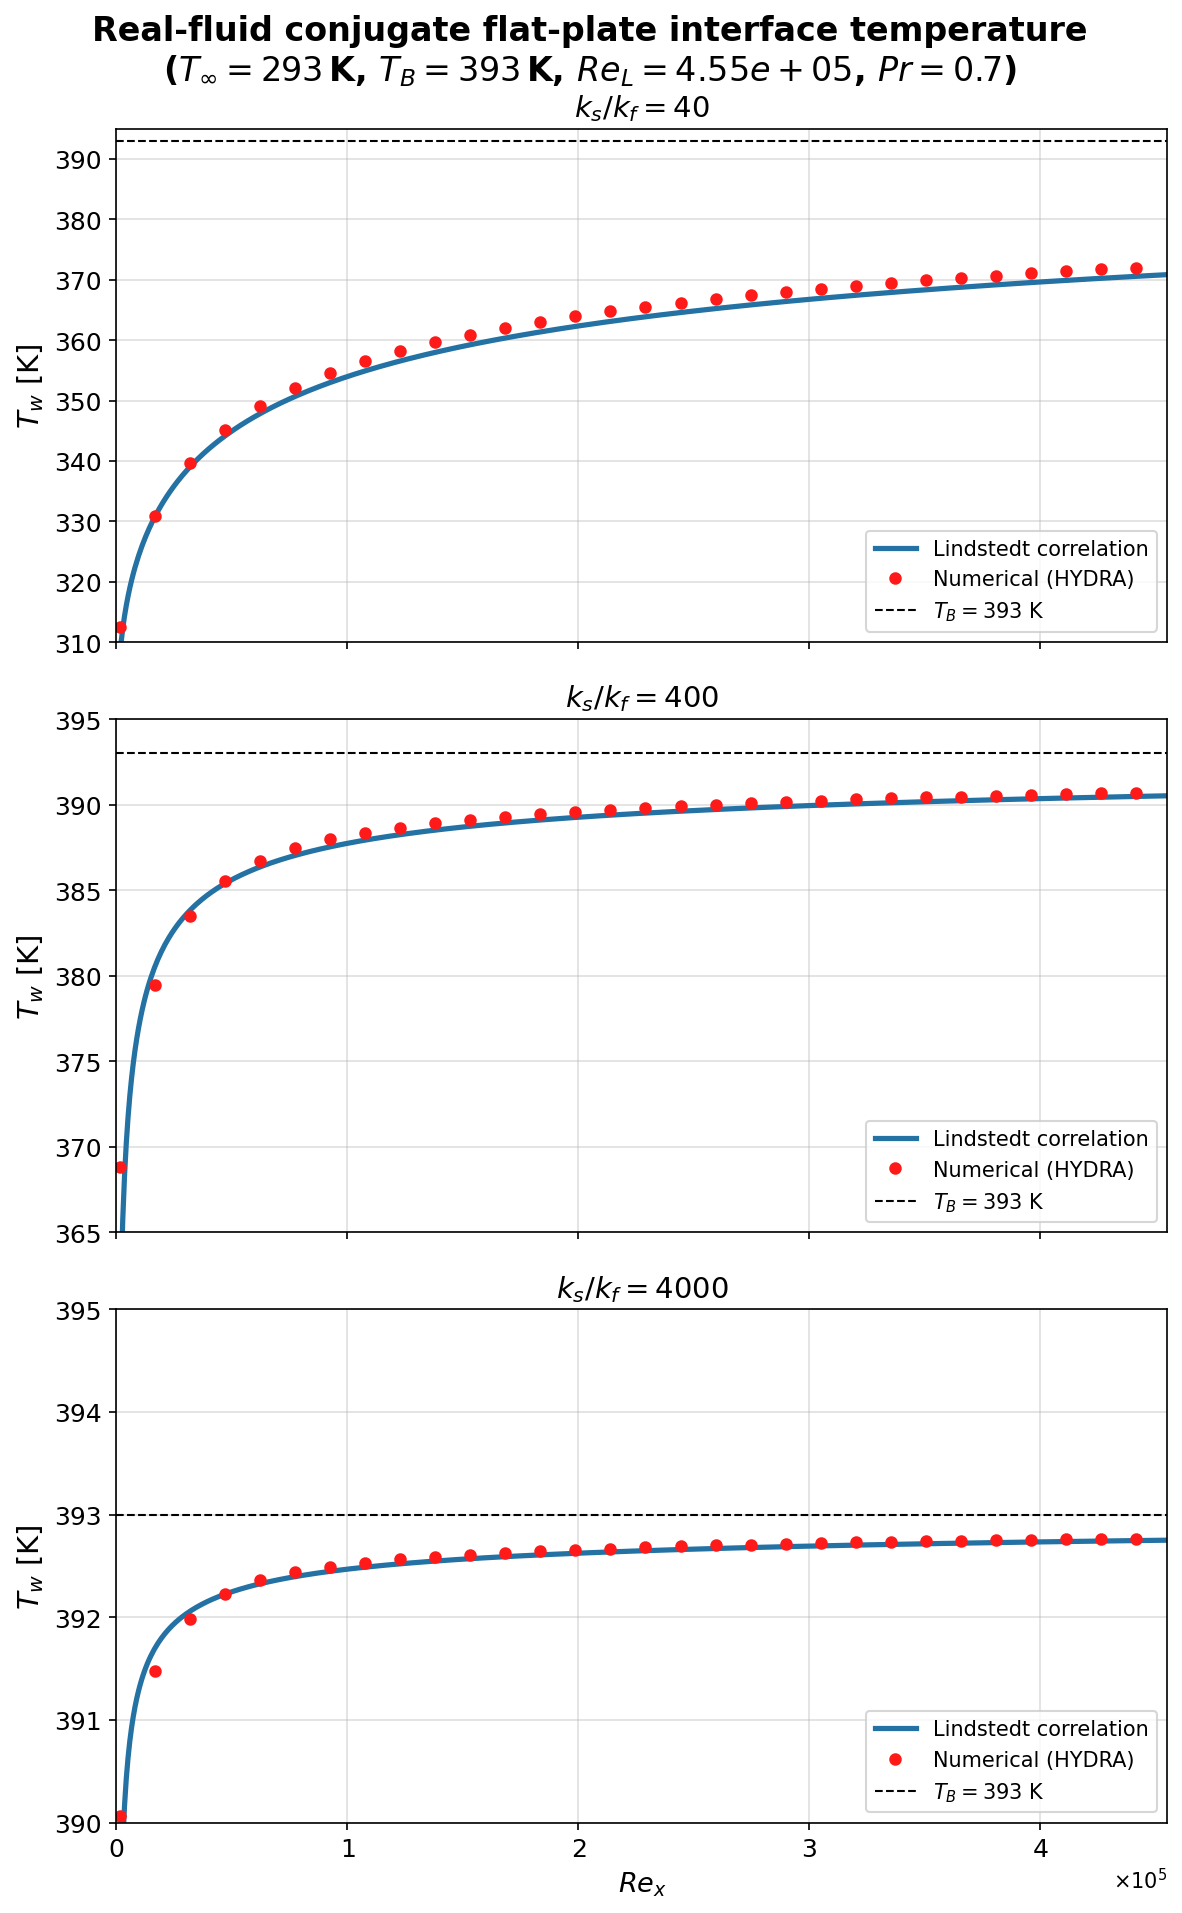 Real-fluid conjugate flat-plate interface temperature
(T∞ = 293 K, T_B = 393 K, Re_L = 4.55e + 05, Pr = 0.7)
k_s/k_f = 40
390
380
370
360
350
340
330
320
310
T_w [K]
Lindstedt correlation
Numerical (HYDRA)
T_B = 393 K
k_s/k_f = 400
395
390
385
380
375
370
365
T_w [K]
Lindstedt correlation
Numerical (HYDRA)
T_B = 393 K
k_s/k_f = 4000
395
394
393
392
391
390
T_w [K]
Lindstedt correlation
Numerical (HYDRA)
T_B = 393 K
0 1 2 3 4
Re_x
×10⁵